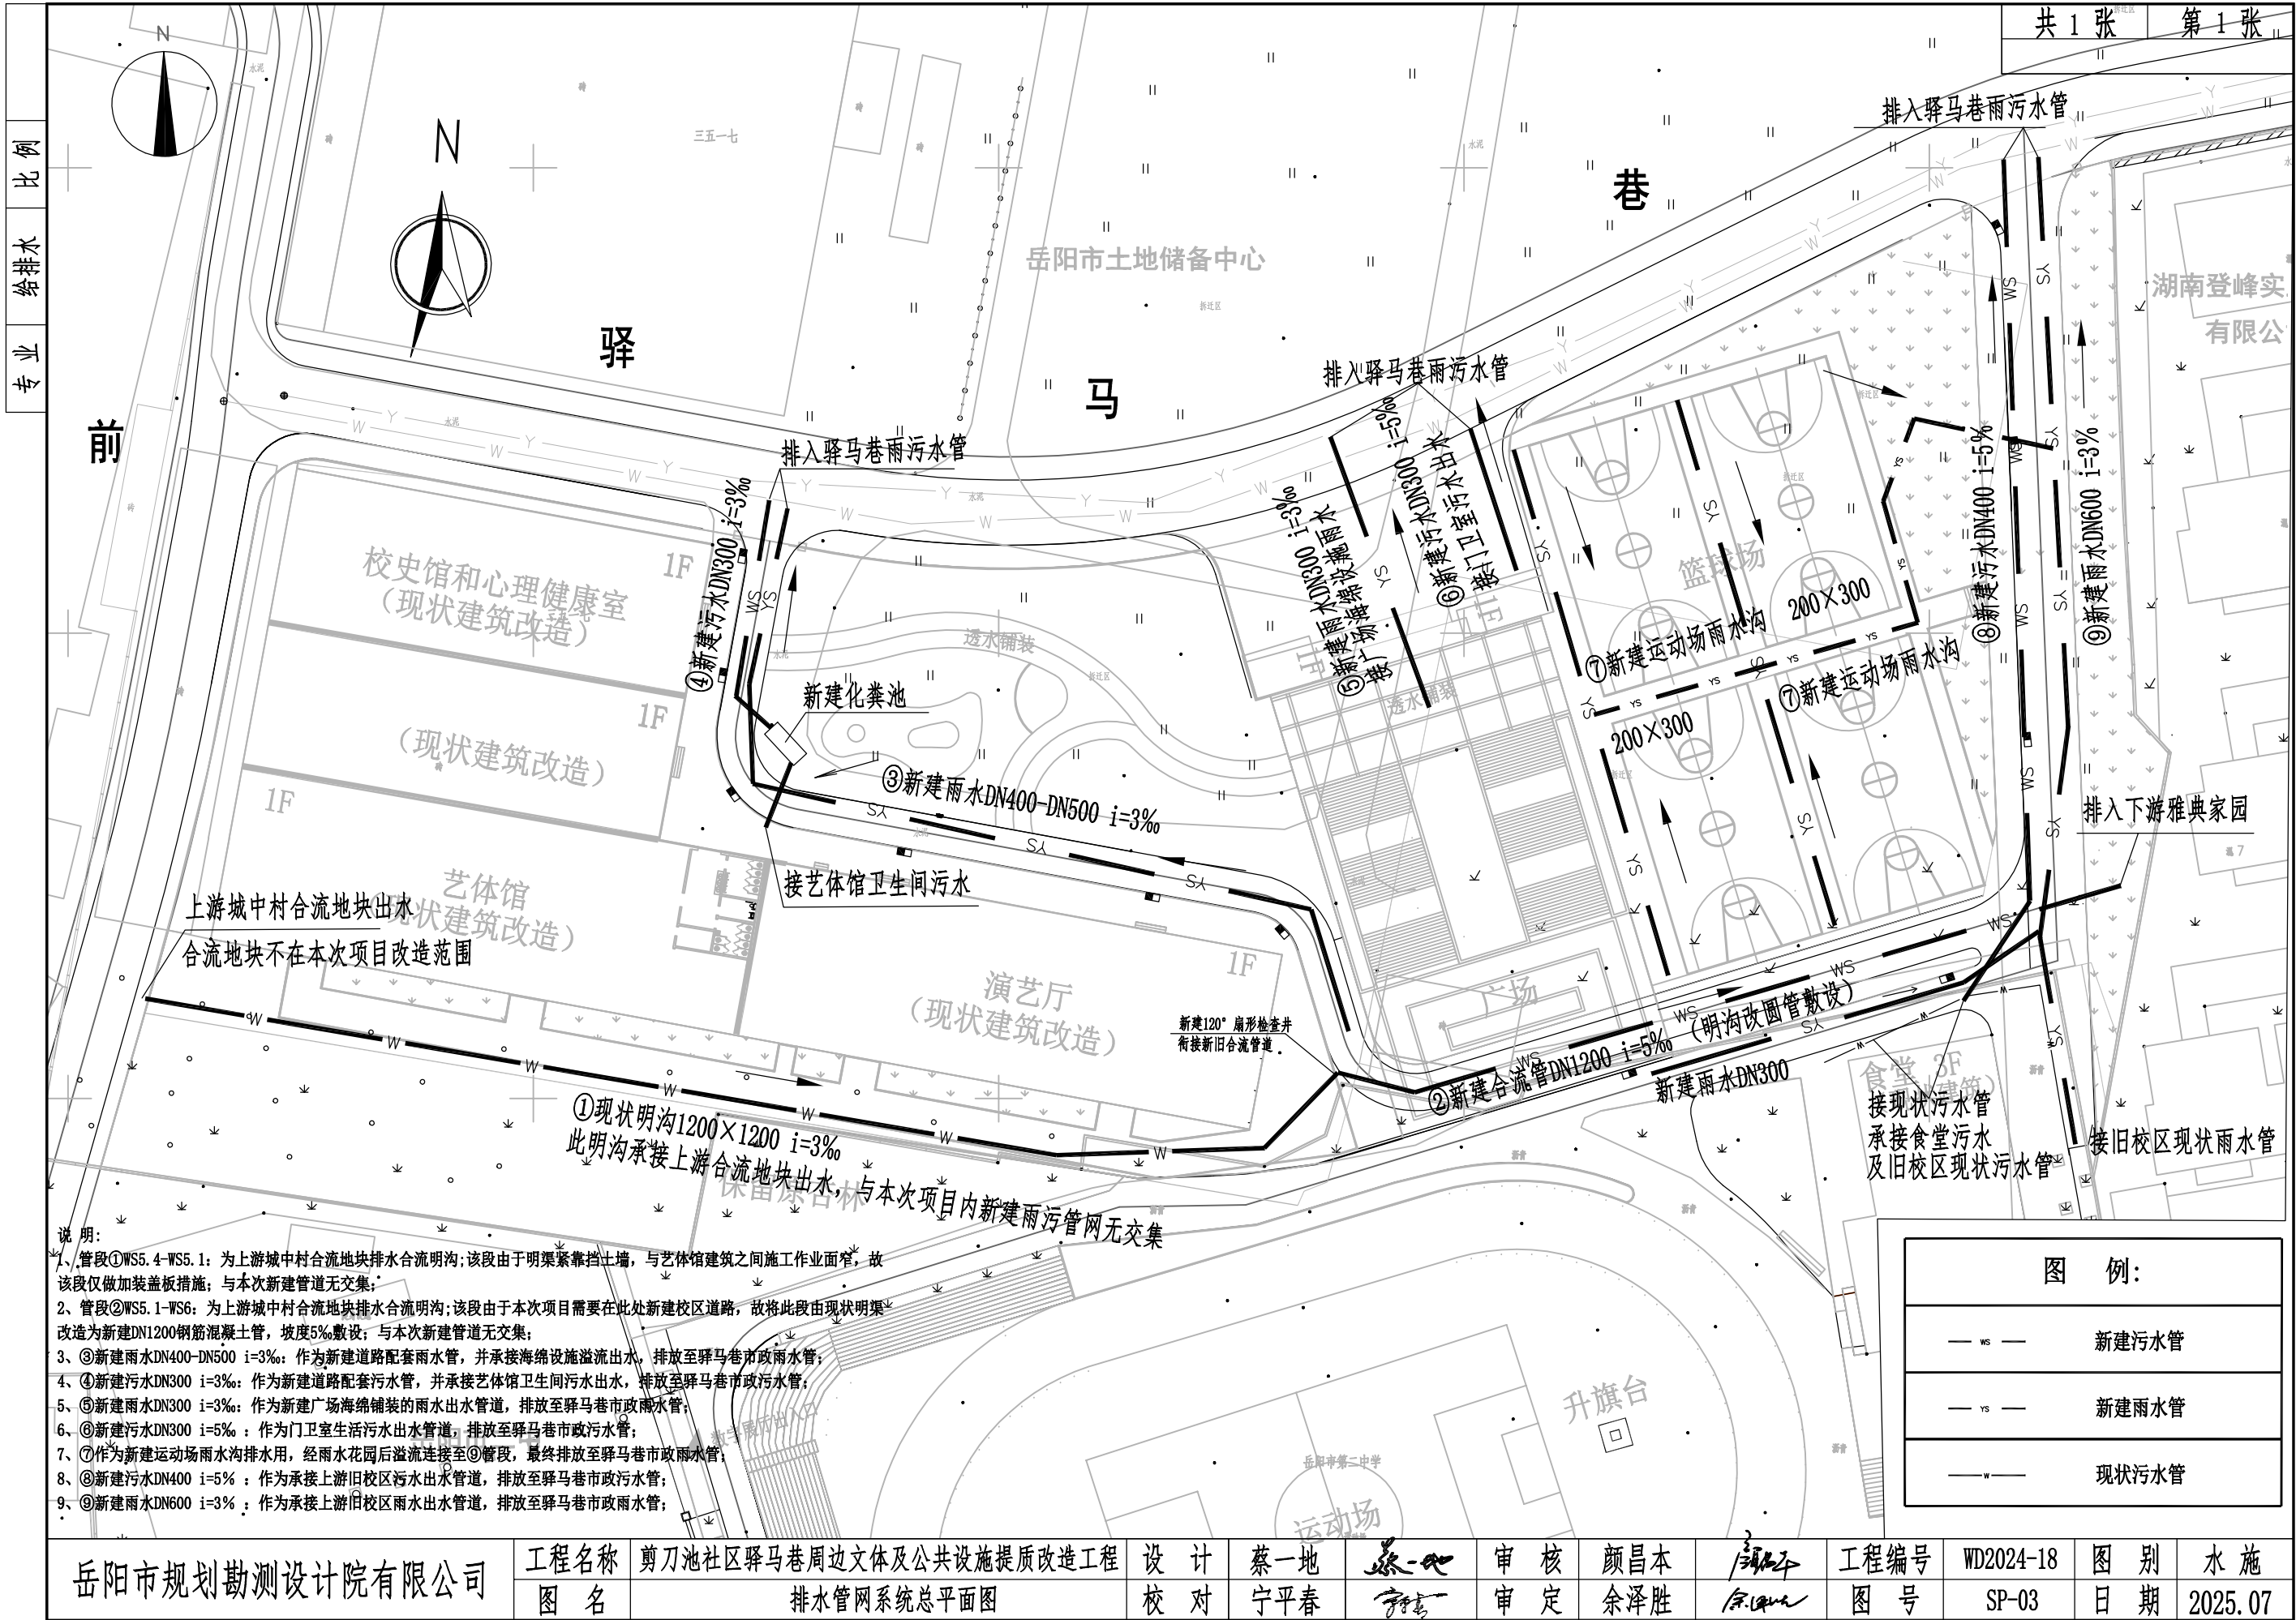 共 1 张
第 1 张
比 例
给排水
专 业
N
N
水泥
三五一七
岳阳市土地储备中心
拆迁区
前
驿
马
巷
排入驿马巷雨污水管
排入驿马巷雨污水管
排入驿马巷雨污水管
湖南登峰实
有限公
校史馆和心理健康室
（现状建筑改造）
1F
（现状建筑改造）
1F
1F
艺体馆
（现状建筑改造）
演艺厅
（现状建筑改造）
1F
④新建污水DN300 i=3‰
新建化粪池
透水铺装
③新建雨水DN400-DN500 i=3‰
接艺体馆卫生间污水
⑤新建雨水DN300 i=3‰
接广场海绵设施雨水
⑥新建污水DN300 i=5‰
接门卫室污水出水
1F
1F
透水铺装
篮球场
⑦新建运动场雨水沟 200×300
⑦新建运动场雨水沟
200×300
⑧新建污水DN400 i=5%
⑨新建雨水DN600 i=3%
排入下游雅典家园
上游城中村合流地块出水
合流地块不在本次项目改造范围
新建120°扇形检查井
衔接新旧合流管道
广场
①现状明沟1200×1200 i=3‰
此明沟承接上游合流地块出水，与本次项目内新建雨污管网无交集
②新建合流管DN1200 i=5‰ （明沟改圆管敷设）
新建雨水DN300
食堂 3F
接现状污水管
承接食堂污水
及旧校区现状污水管
接旧校区现状雨水管
说 明:
1、管段①WS5.4-WS5.1: 为上游城中村合流地块排水合流明沟;该段由于明渠紧靠挡土墙，与艺体馆建筑之间施工作业面窄，故
该段仅做加装盖板措施; 与本次新建管道无交集;
2、管段②WS5.1-WS6: 为上游城中村合流地块排水合流明沟;该段由于本次项目需要在此处新建校区道路，故将此段由现状明渠
改造为新建DN1200钢筋混凝土管，坡度5‰敷设; 与本次新建管道无交集;
3、③新建雨水DN400-DN500 i=3‰: 作为新建道路配套雨水管，并承接海绵设施溢流出水，排放至驿马巷市政雨水管;
4、④新建污水DN300 i=3‰: 作为新建道路配套污水管，并承接艺体馆卫生间污水出水，排放至驿马巷市政污水管;
5、⑤新建雨水DN300 i=3‰: 作为新建广场海绵铺装的雨水出水管道，排放至驿马巷市政雨水管;
6、⑥新建污水DN300 i=5‰ : 作为门卫室生活污水出水管道，排放至驿马巷市政污水管;
7、⑦作为新建运动场雨水沟排水用，经雨水花园后溢流连接至⑨管段，最终排放至驿马巷市政雨水管;
8、⑧新建污水DN400 i=5% : 作为承接上游旧校区污水出水管道，排放至驿马巷市政污水管;
9、⑨新建雨水DN600 i=3% : 作为承接上游旧校区雨水出水管道，排放至驿马巷市政雨水管;
数字展厅出入口
岳阳市第二中学
运动场
升旗台
图 例:
WS 新建污水管
YS 新建雨水管
W 现状污水管
岳阳市规划勘测设计院有限公司
工程名称 剪刀池社区驿马巷周边文体及公共设施提质改造工程 设 计 蔡一地 审 核 颜昌本 工程编号 WD2024-18 图 别 水 施
图 名 排水管网系统总平面图 校 对 宁平春 审 定 余泽胜 图 号 SP-03 日 期 2025.07